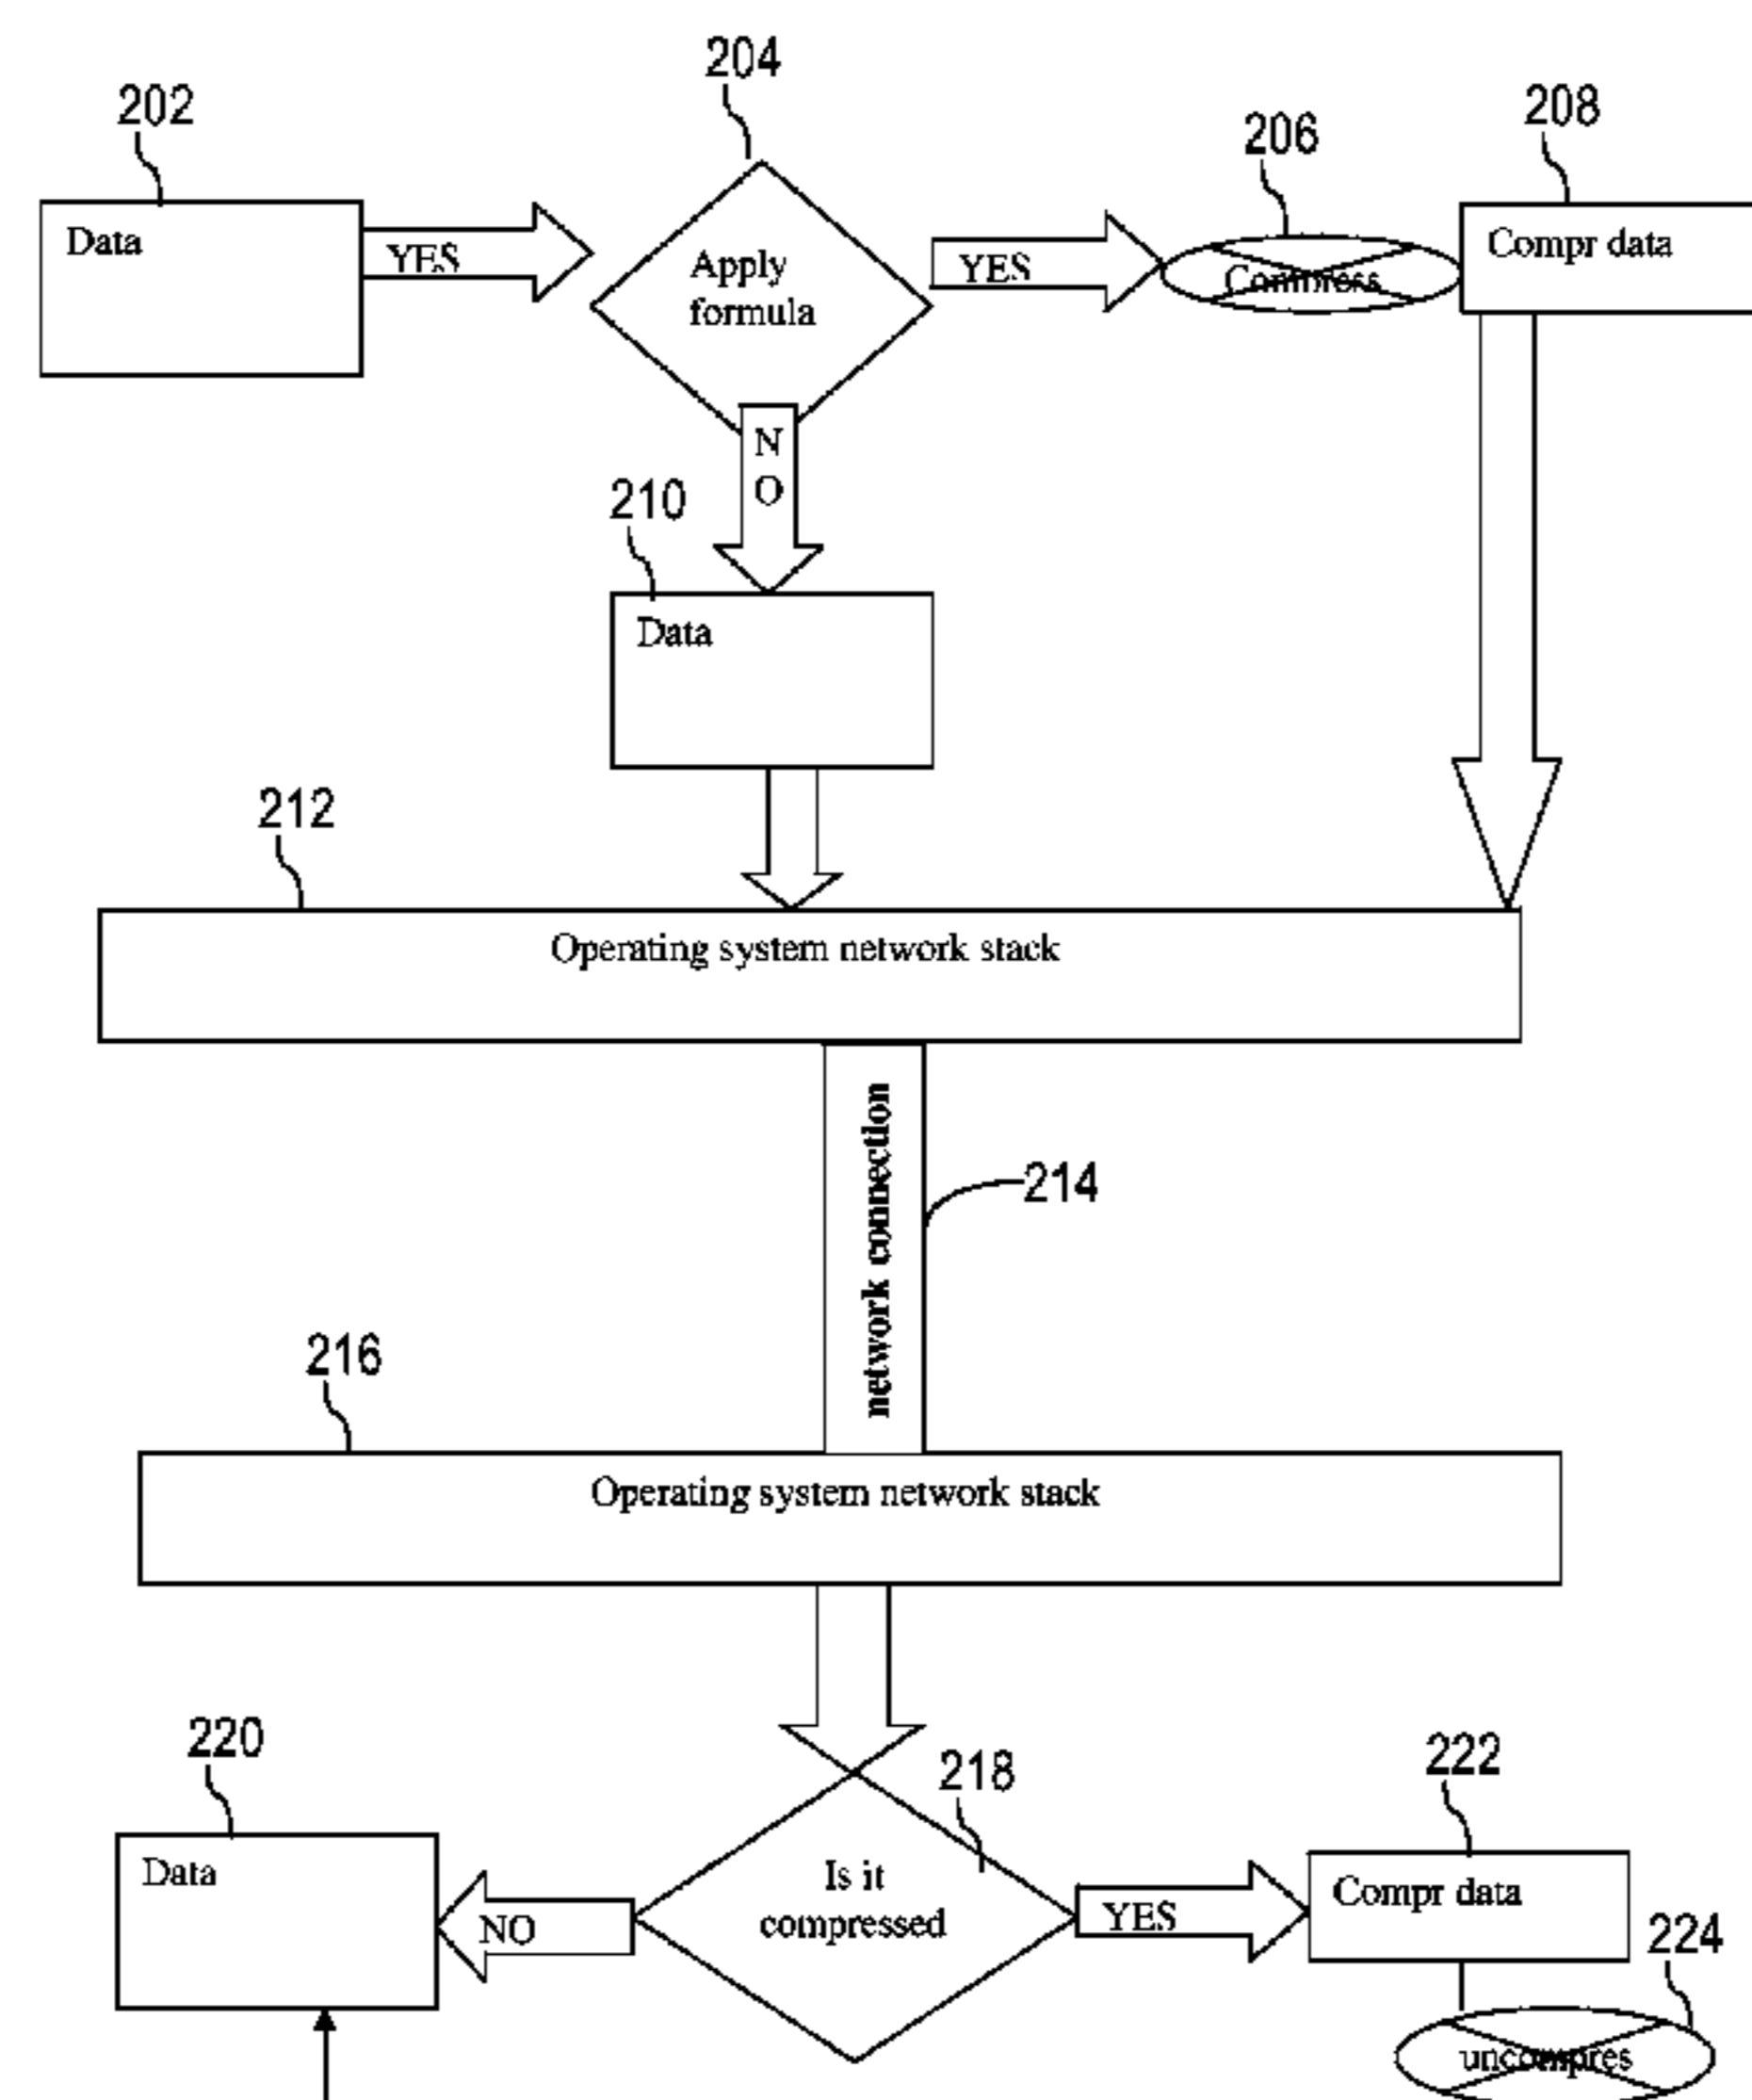 204
202
208
206
Data
YES
Apply
formula
YES
Compress
Compr data
N
O
210
Data
212
Operating system network stack
network connection
214
216
Operating system network stack
220
218
222
Data
NO
Is it
compressed
YES
Compr data
224
uncompres